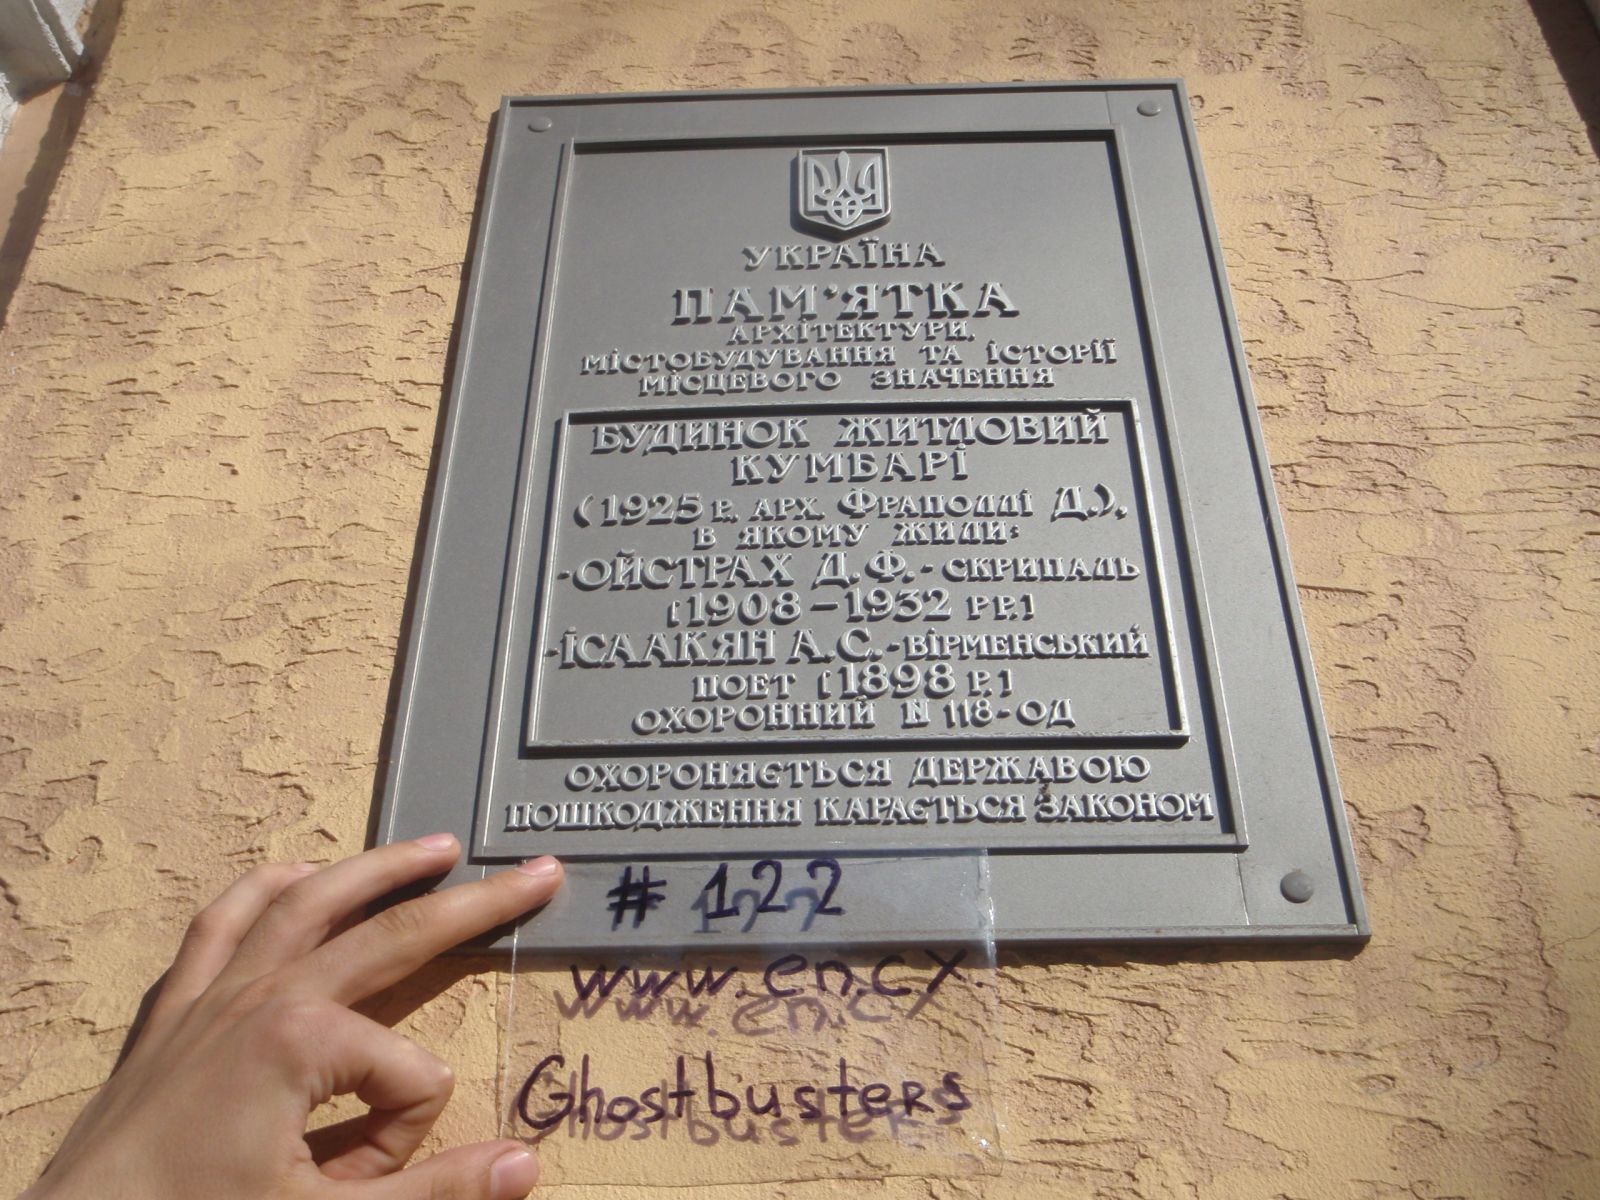 УКРАЇНА
ПАМ'ЯТКА
АРХІТЕКТУРИ,
МІСТОБУДУВАННЯ ТА ІСТОРІЇ
МІСЦЕВОГО ЗНАЧЕННЯ
БУДИНОК ЖИТЛОВИЙ
КУМБАРІ
(1925 Р. АРХ. ФРАПОЛЛІ Д.),
В ЯКОМУ ЖИЛИ:
-ОЙСТРАХ Д.Ф.-СКРИПАЛЬ
(1908-1932 РР.)
-ІСААКЯН А.С.-ВІРМЕНСЬКИЙ
ПОЕТ (1898 Р.)
ОХОРОННИЙ N 118-ОД
ОХОРОНЯЄТЬСЯ ДЕРЖАВОЮ
ПОШКОДЖЕННЯ КАРАЄТЬСЯ ЗАКОНОМ
# 122
www.en.cx
Ghostbusters